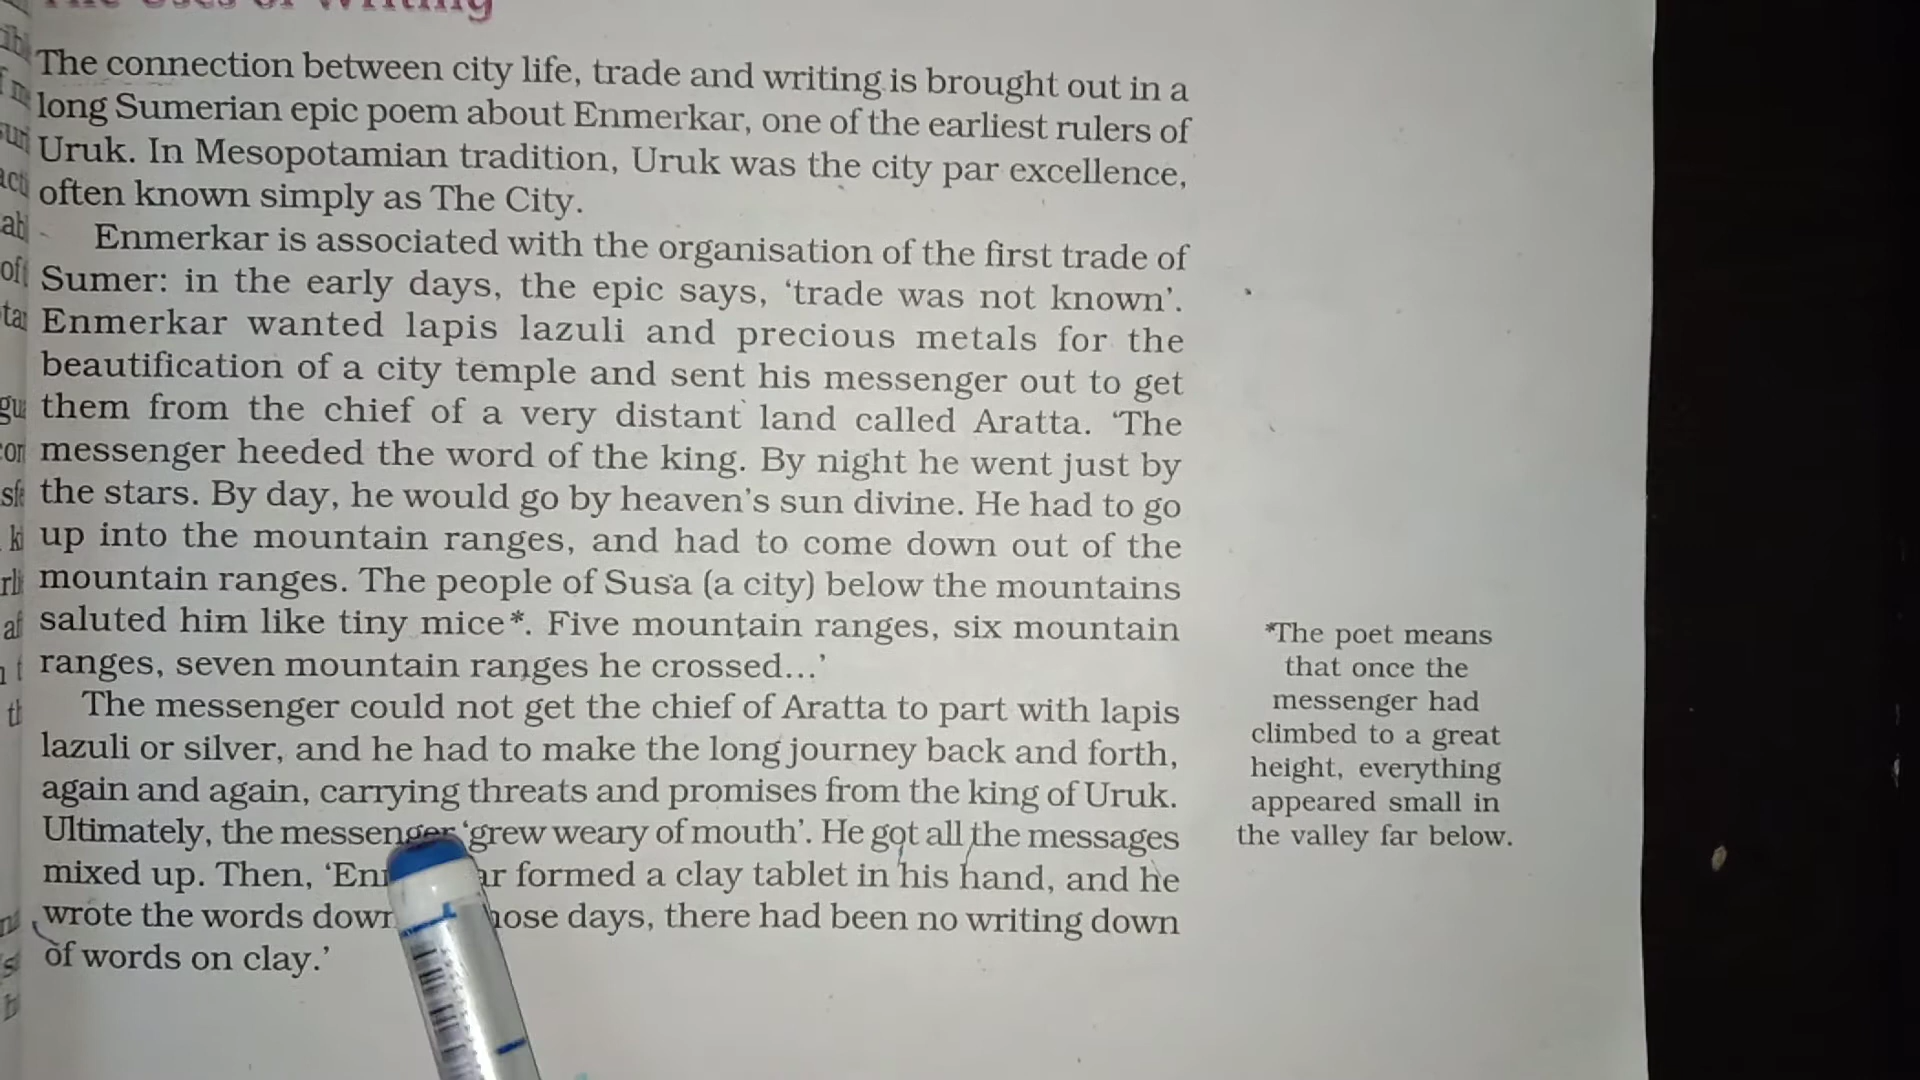 The Uses of Writing
The connection between city life, trade and writing is brought out in a
long Sumerian epic poem about Enmerkar, one of the earliest rulers of
Uruk. In Mesopotamian tradition, Uruk was the city par excellence,
often known simply as The City.
Enmerkar is associated with the organisation of the first trade of
Sumer: in the early days, the epic says, ‘trade was not known’.
Enmerkar wanted lapis lazuli and precious metals for the
beautification of a city temple and sent his messenger out to get
them from the chief of a very distant land called Aratta. ‘The
messenger heeded the word of the king. By night he went just by
the stars. By day, he would go by heaven’s sun divine. He had to go
up into the mountain ranges, and had to come down out of the
mountain ranges. The people of Susa (a city) below the mountains
saluted him like tiny mice*. Five mountain ranges, six mountain
ranges, seven mountain ranges he crossed...’
The messenger could not get the chief of Aratta to part with lapis
lazuli or silver, and he had to make the long journey back and forth,
again and again, carrying threats and promises from the king of Uruk.
Ultimately, the messenger ‘grew weary of mouth’. He got all the messages
mixed up. Then, formed a clay tablet in his hand, and he
wrote the words down days, there had been no writing down
of words on clay.’
*The poet means
that once the
messenger had
climbed to a great
height, everything
appeared small in
the valley far below.